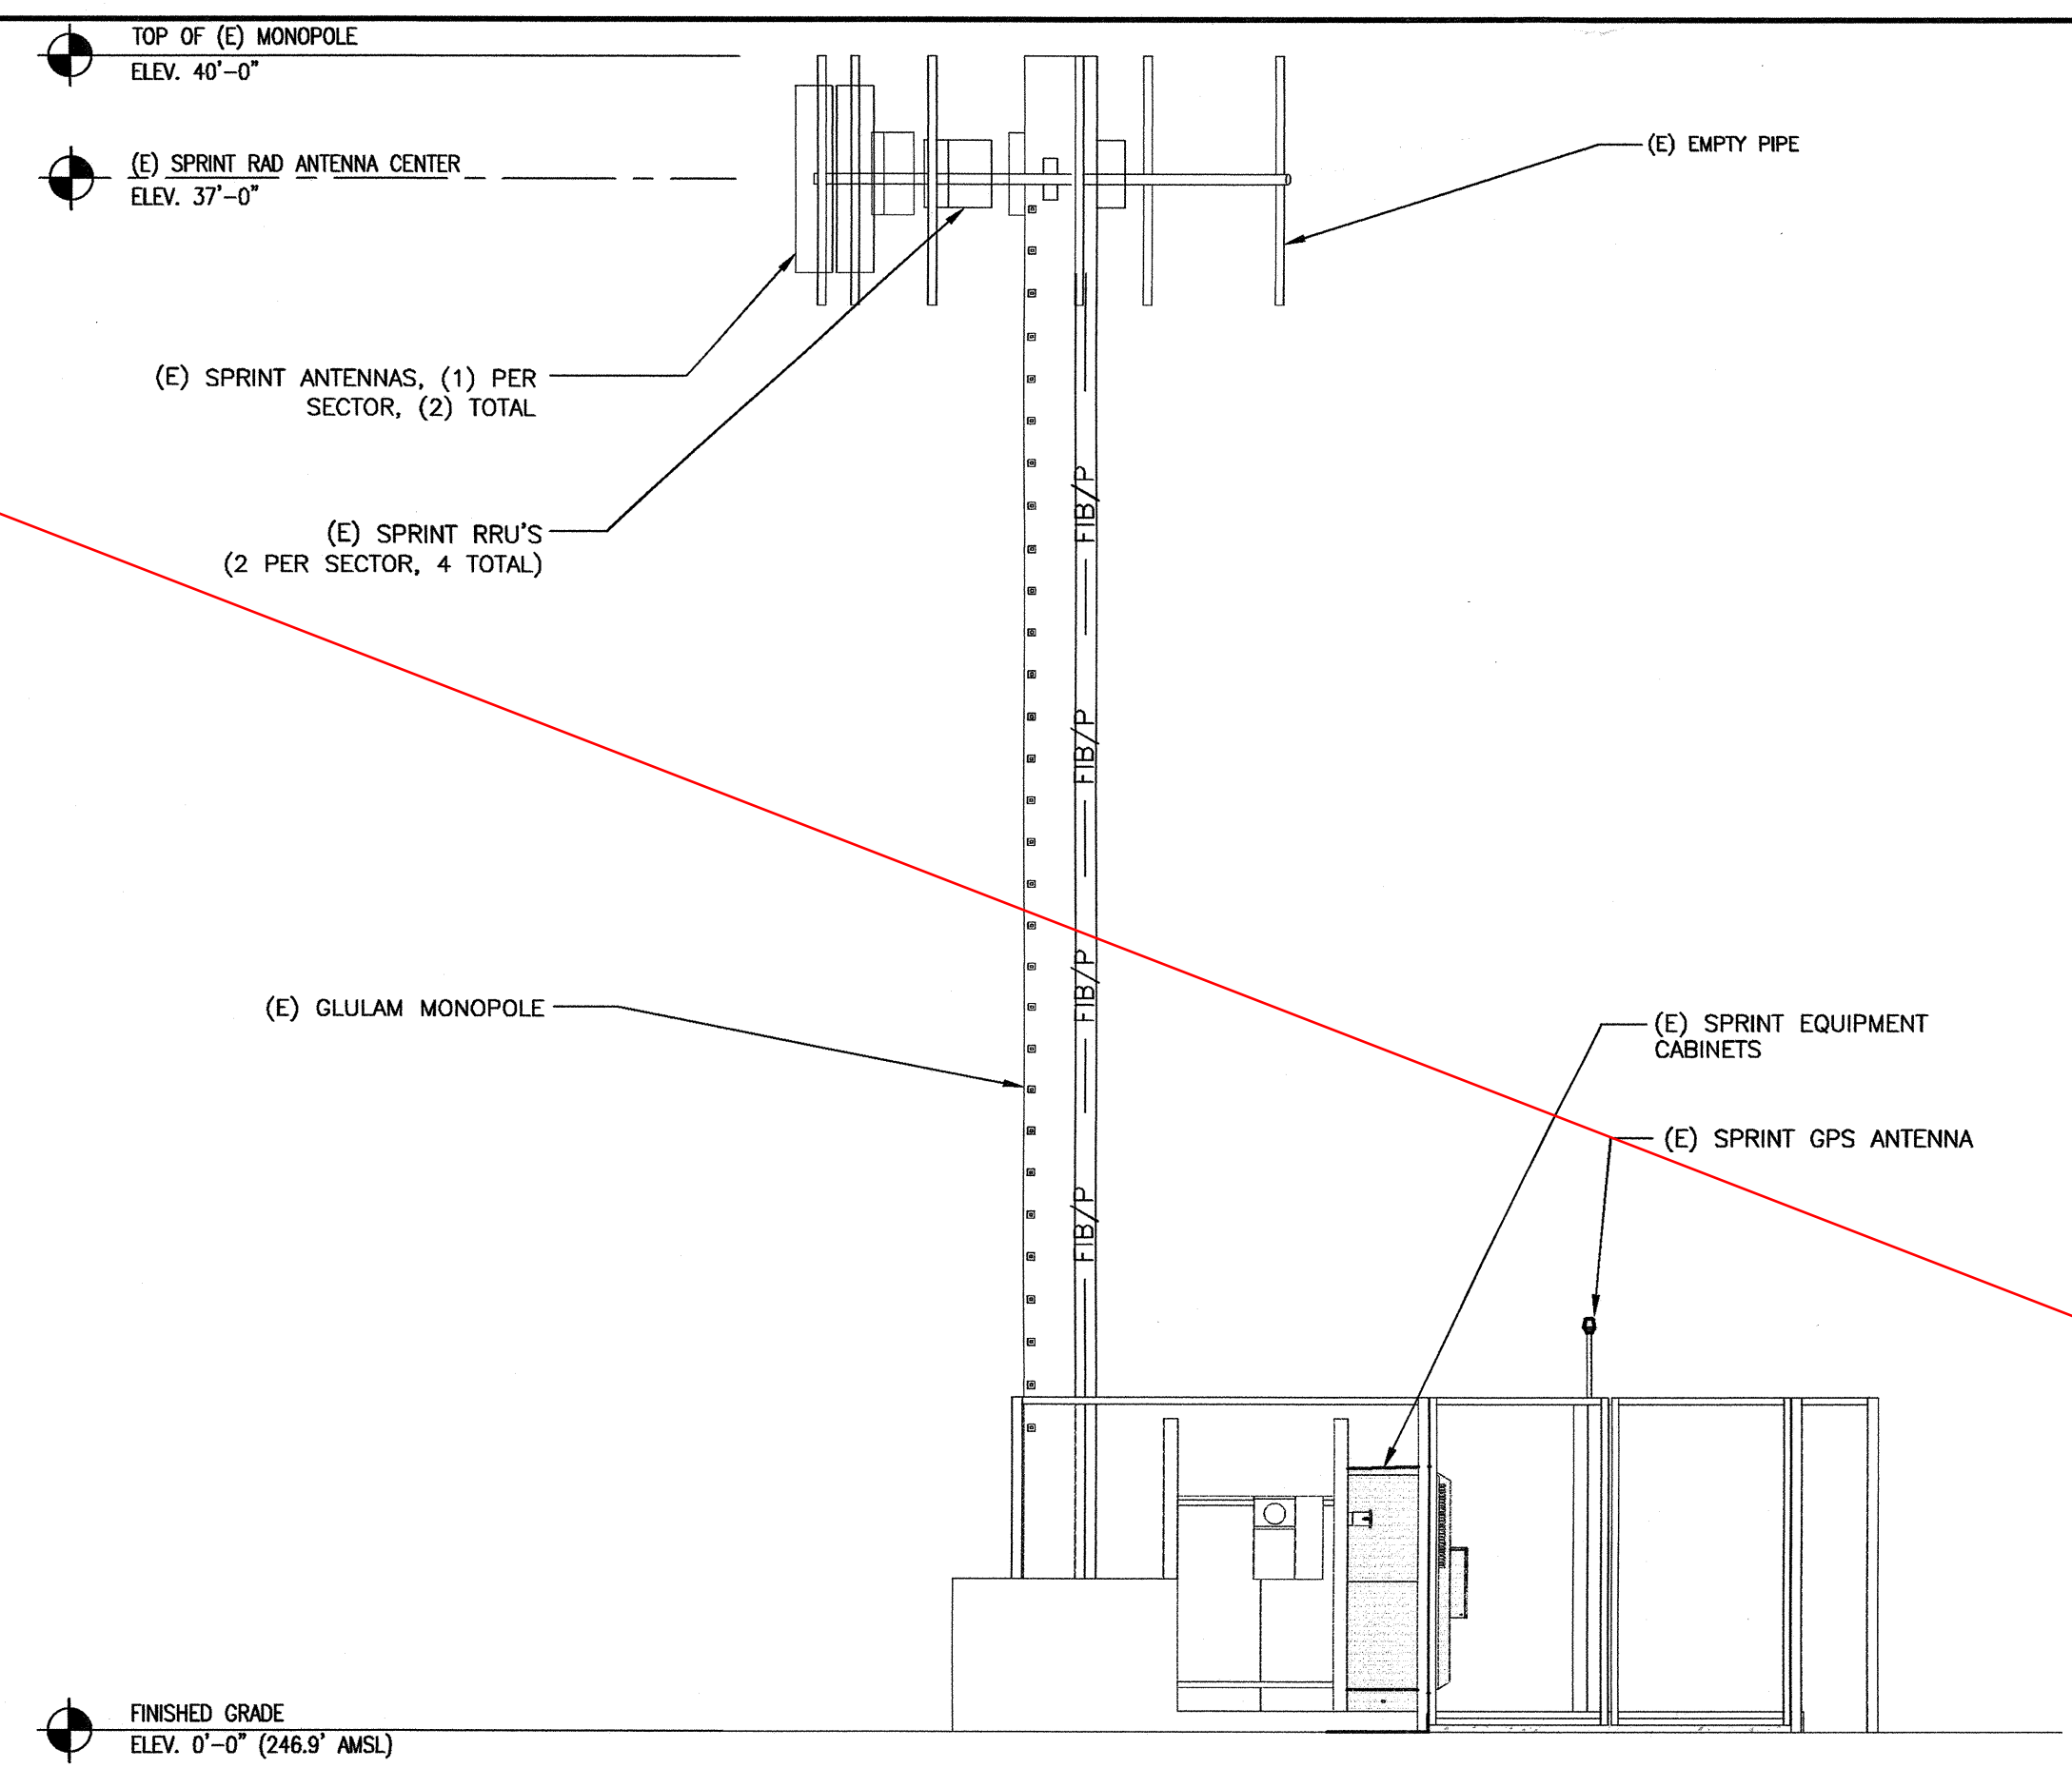 TOP OF (E) MONOPOLE
ELEV. 40'-0"
(E) SPRINT RAD ANTENNA CENTER
ELEV. 37'-0"
(E) EMPTY PIPE
(E) SPRINT ANTENNAS, (1) PER
SECTOR, (2) TOTAL
(E) SPRINT RRU'S
(2 PER SECTOR, 4 TOTAL)
FIB/P
FIB/P
FIB/P
FIB/P
(E) GLULAM MONOPOLE
(E) SPRINT EQUIPMENT
CABINETS
(E) SPRINT GPS ANTENNA
FINISHED GRADE
ELEV. 0'-0" (246.9' AMSL)